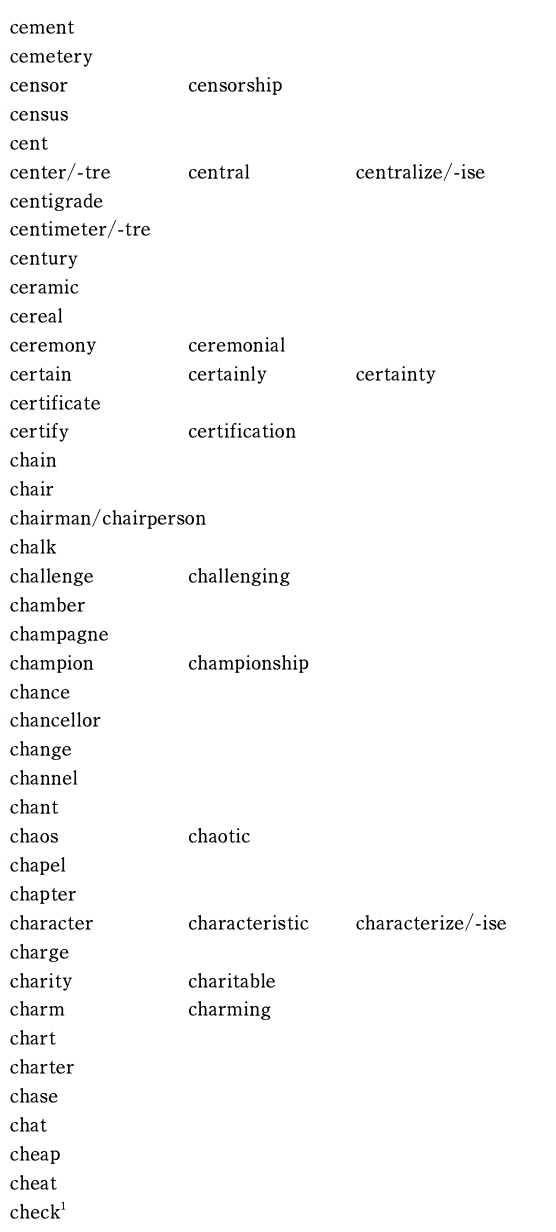 cement
cemetery
censor censorship
census
cent
center/-tre central centralize/-ise
centigrade
centimeter/-tre
century
ceramic
cereal
ceremony ceremonial
certain certainly certainty
certificate
certify certification
chain
chair
chairman/chairperson
chalk
challenge challenging
chamber
champagne
champion championship
chance
chancellor
change
channel
chant
chaos chaotic
chapel
chapter
character characteristic characterize/-ise
charge
charity charitable
charm charming
chart
charter
chase
chat
cheap
cheat
check¹